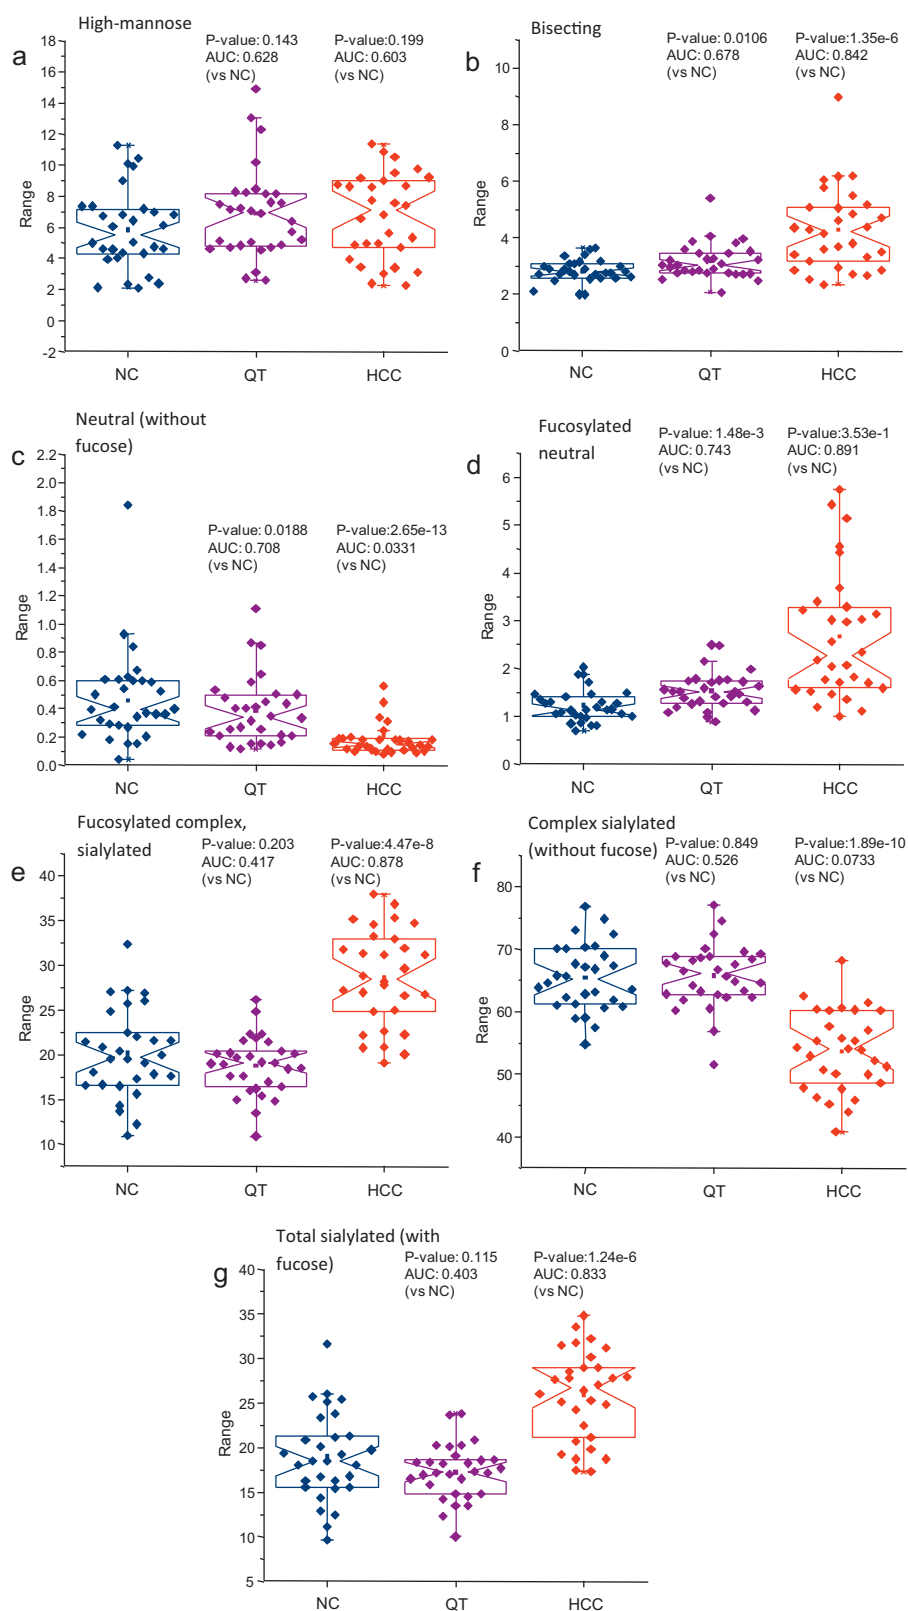 a
High-mannose
P-value: 0.143
AUC: 0.628
(vs NC)
P-value:0.199
AUC: 0.603
(vs NC)
Range
18
16
14
12
10
8
6
4
2
0
-2
NC
QT
HCC
b
Bisecting
P-value: 0.0106
AUC: 0.678
(vs NC)
P-value:1.35e-6
AUC: 0.842
(vs NC)
Range
10
8
6
4
2
0
NC
QT
HCC
c
Neutral (without
fucose)
P-value: 0.0188
AUC: 0.708
(vs NC)
P-value:2.65e-13
AUC: 0.0331
(vs NC)
Range
2.2
2.0
1.8
1.6
1.4
1.2
1.0
0.8
0.6
0.4
0.2
0.0
NC
QT
HCC
d
Fucosylated
neutral
P-value: 1.48e-3
AUC: 0.743
(vs NC)
P-value:3.53e-1
AUC: 0.891
(vs NC)
Range
6
5
4
3
2
1
0
NC
QT
HCC
e
Fucosylated complex,
sialylated
P-value: 0.203
AUC: 0.417
(vs NC)
P-value:4.47e-8
AUC: 0.878
(vs NC)
Range
40
35
30
25
20
15
10
NC
QT
HCC
f
Complex sialylated
(without fucose)
P-value: 0.849
AUC: 0.526
(vs NC)
P-value:1.89e-10
AUC: 0.0733
(vs NC)
Range
80
70
60
50
40
NC
QT
HCC
g
Total sialylated (with
fucose)
P-value: 0.115
AUC: 0.403
(vs NC)
P-value:1.24e-6
AUC: 0.833
(vs NC)
Range
40
35
30
25
20
15
10
5
NC
QT
HCC